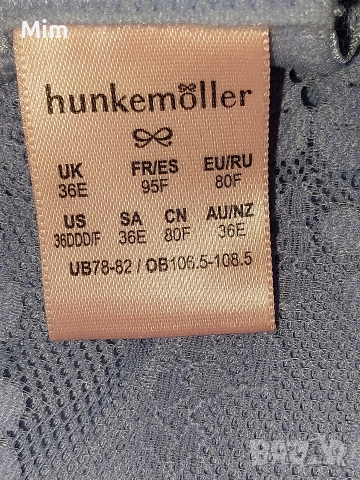 Mim
hunkemöller
UK FR/ES EU/RU
36E 95F 80F
US SA CN AU/NZ
36DDD/F 36E 80F 36E
UB78-82 / OB106.5-108.5